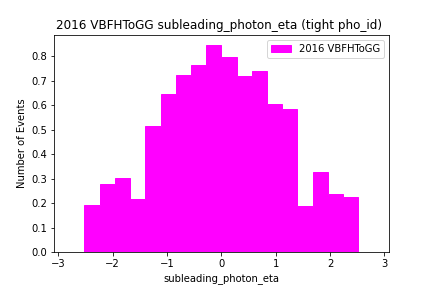 2016 VBFHToGG subleading_photon_eta (tight pho_id)
2016 VBFHToGG
Number of Events
0.8
0.7
0.6
0.5
0.4
0.3
0.2
0.1
0.0
−3 −2 −1 0 1 2 3
subleading_photon_eta